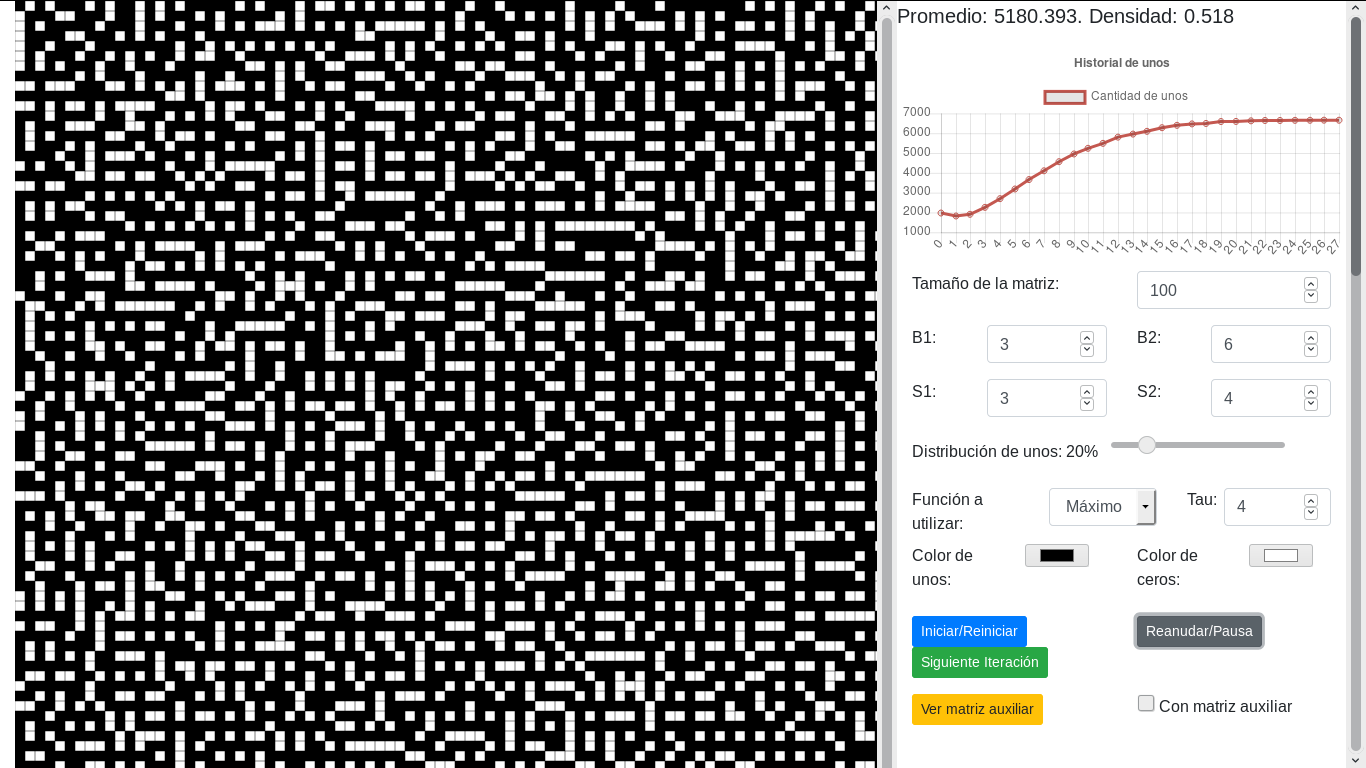 Promedio: 5180.393. Densidad: 0.518
Historial de unos
Cantidad de unos
7000
6000
5000
4000
3000
2000
1000
0 1 2 3 4 5 6 7 8 9 10 11 12 13 14 15 16 17 18 19 20 21 22 23 24 25 26 27
Tamaño de la matriz: 100
B1: 3 B2: 6
S1: 3 S2: 4
Distribución de unos: 20%
Función a utilizar: Máximo Tau: 4
Color de unos: Color de ceros:
Iniciar/Reiniciar Reanudar/Pausa
Siguiente Iteración
Ver matriz auxiliar Con matriz auxiliar